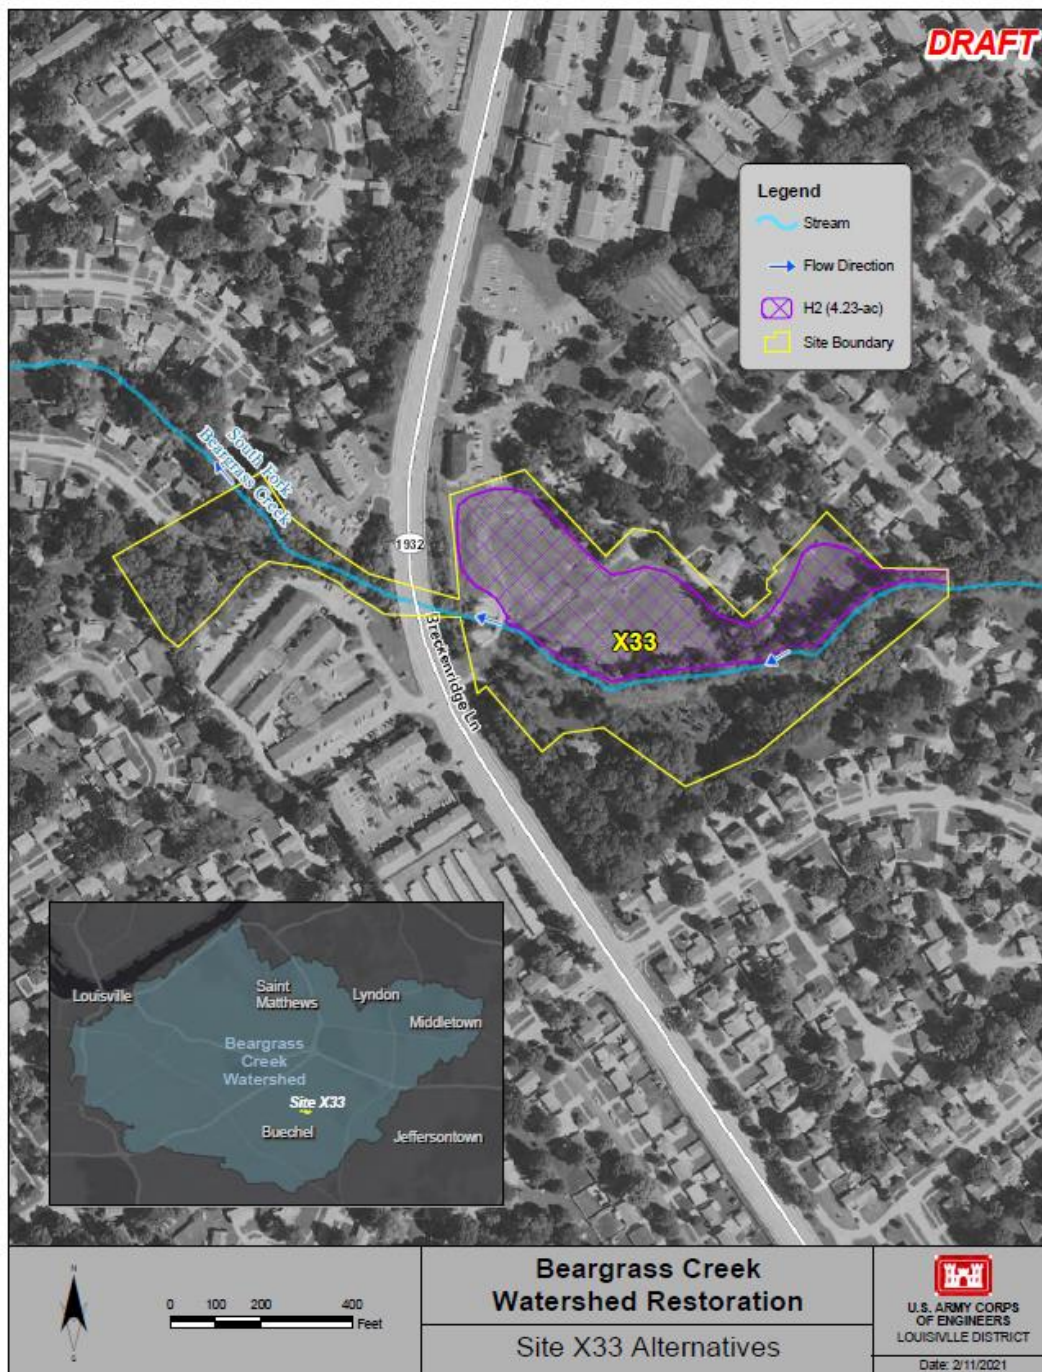 DRAFT
Legend
Stream
Flow Direction
H2 (4.23-ac)
Site Boundary
South Fork
Beargrass Creek
1932
X33
Breckenridge Ln
Louisville
Saint
Matthews
Lyndon
Middletown
Beargrass
Creek
Watershed
Site X33
Buechel
Jeffersontown
N
S
0 100 200 400
Feet
Beargrass Creek
Watershed Restoration
Site X33 Alternatives
U.S. ARMY CORPS
OF ENGINEERS
LOUISIVLLE DISTRICT
Date: 2/11/2021